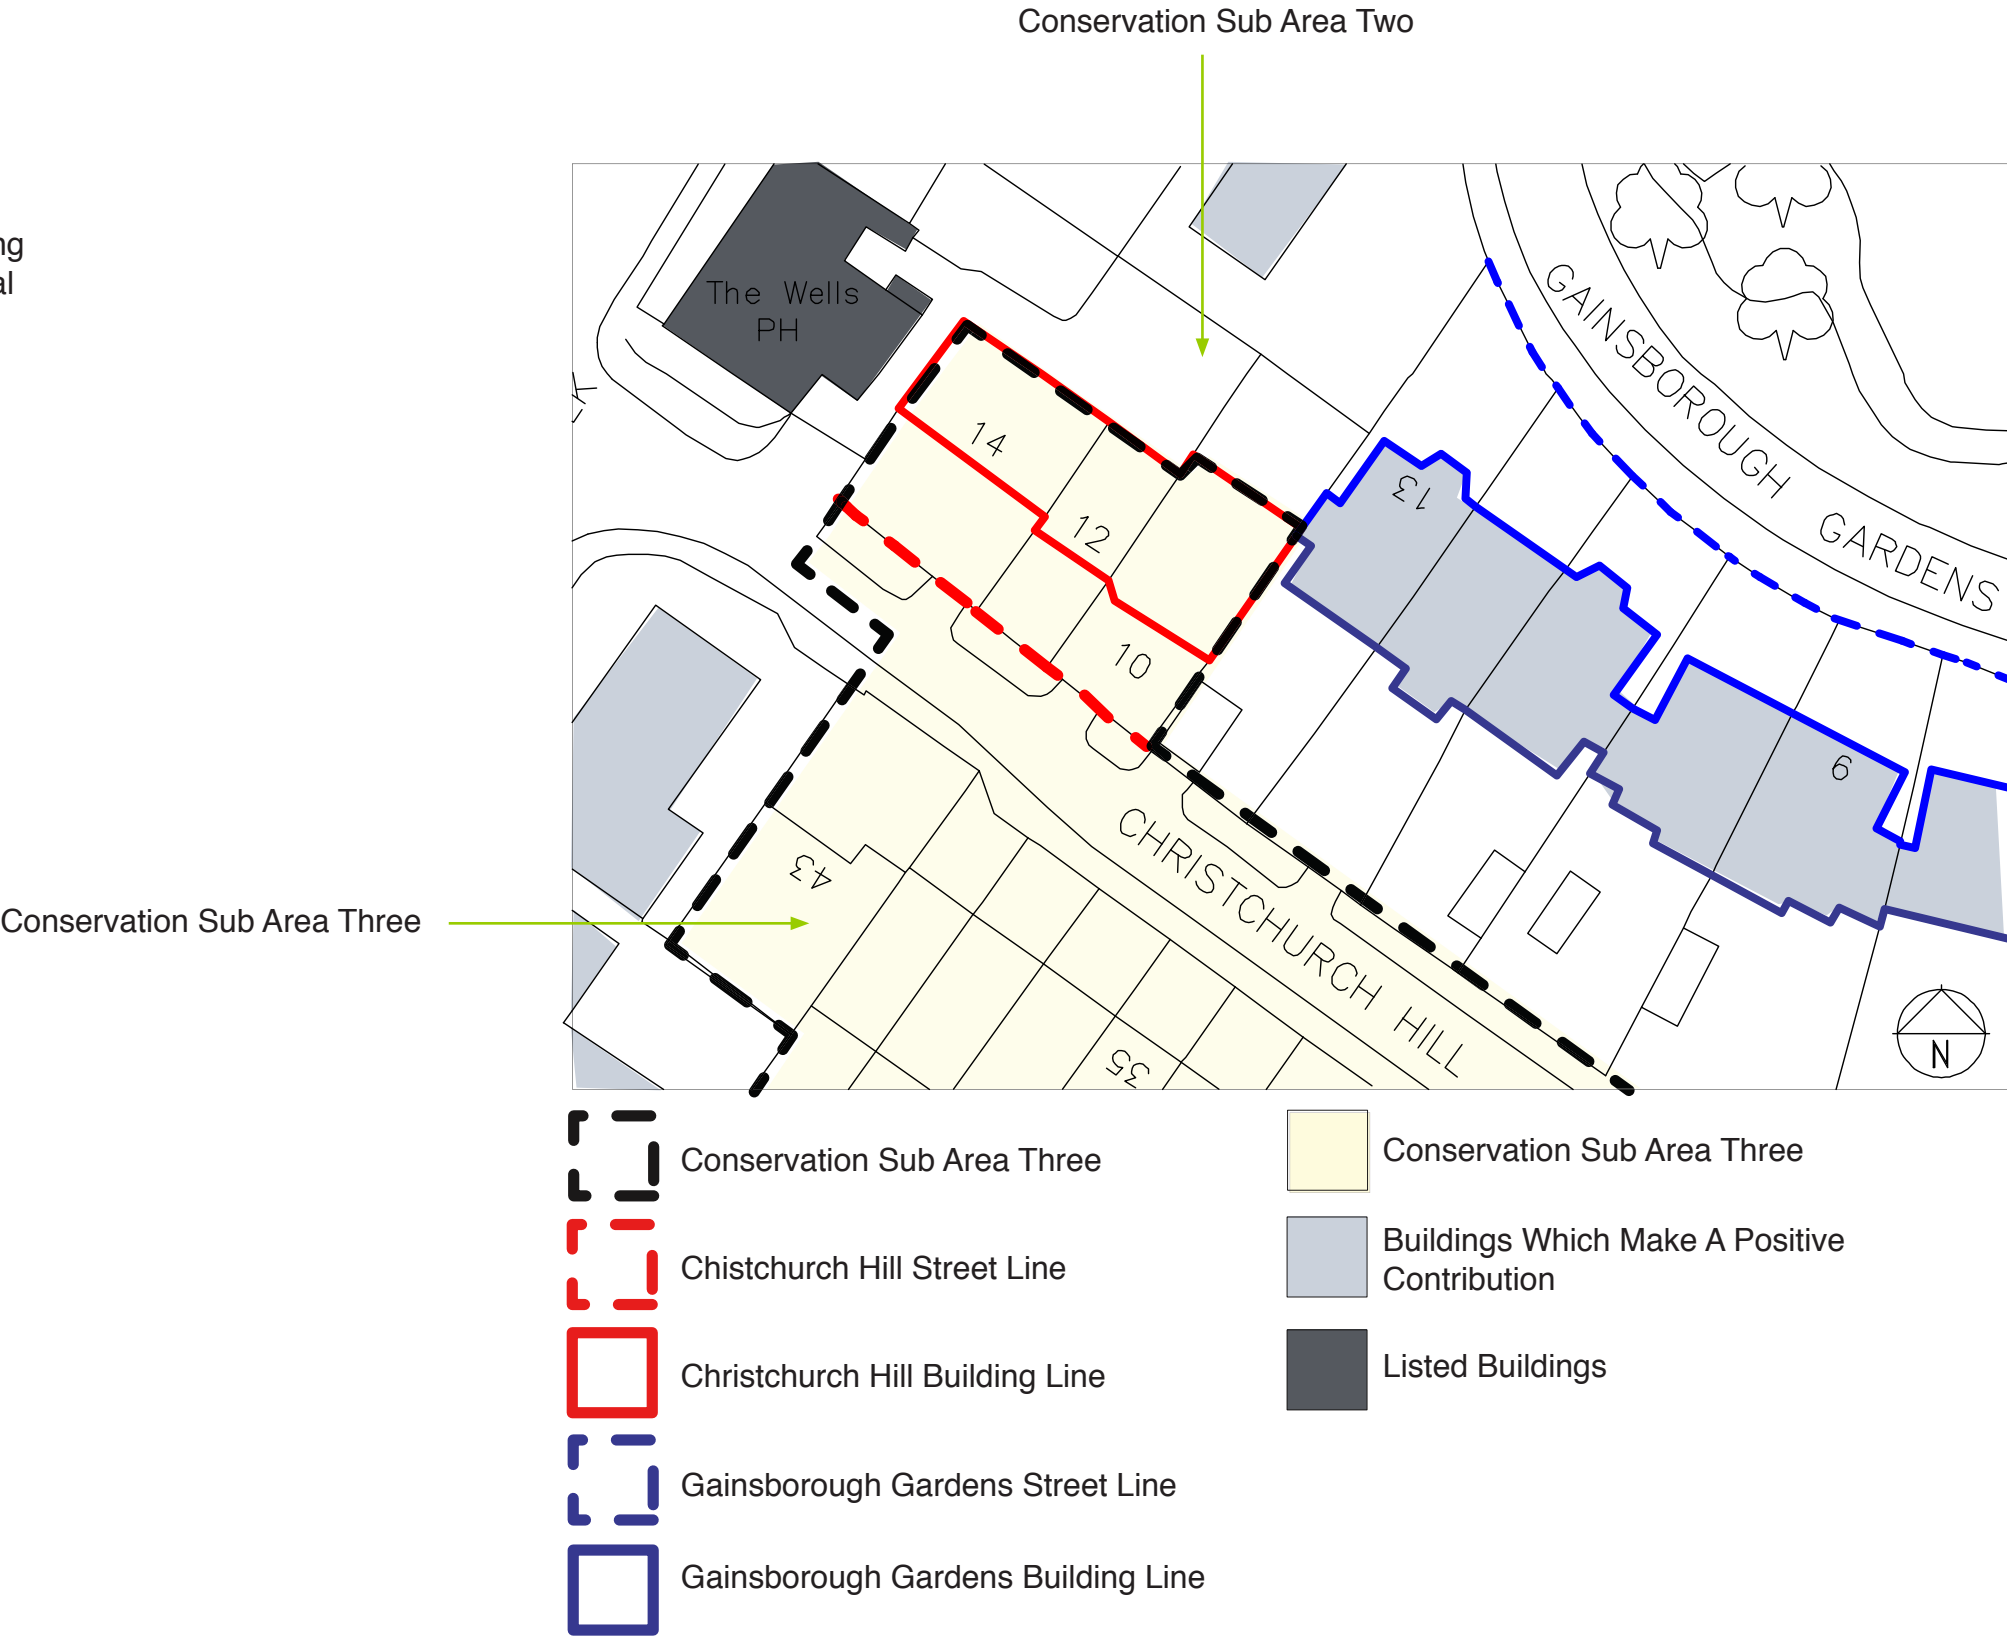 Conservation Sub Area Two
ng
al
The Wells
PH
GAINSBOROUGH GARDENS
14
12
10
13
9
CHRISTCHURCH HILL
43
35
Conservation Sub Area Three
N
Conservation Sub Area Three
Chistchurch Hill Street Line
Christchurch Hill Building Line
Gainsborough Gardens Street Line
Gainsborough Gardens Building Line
Conservation Sub Area Three
Buildings Which Make A Positive
Contribution
Listed Buildings